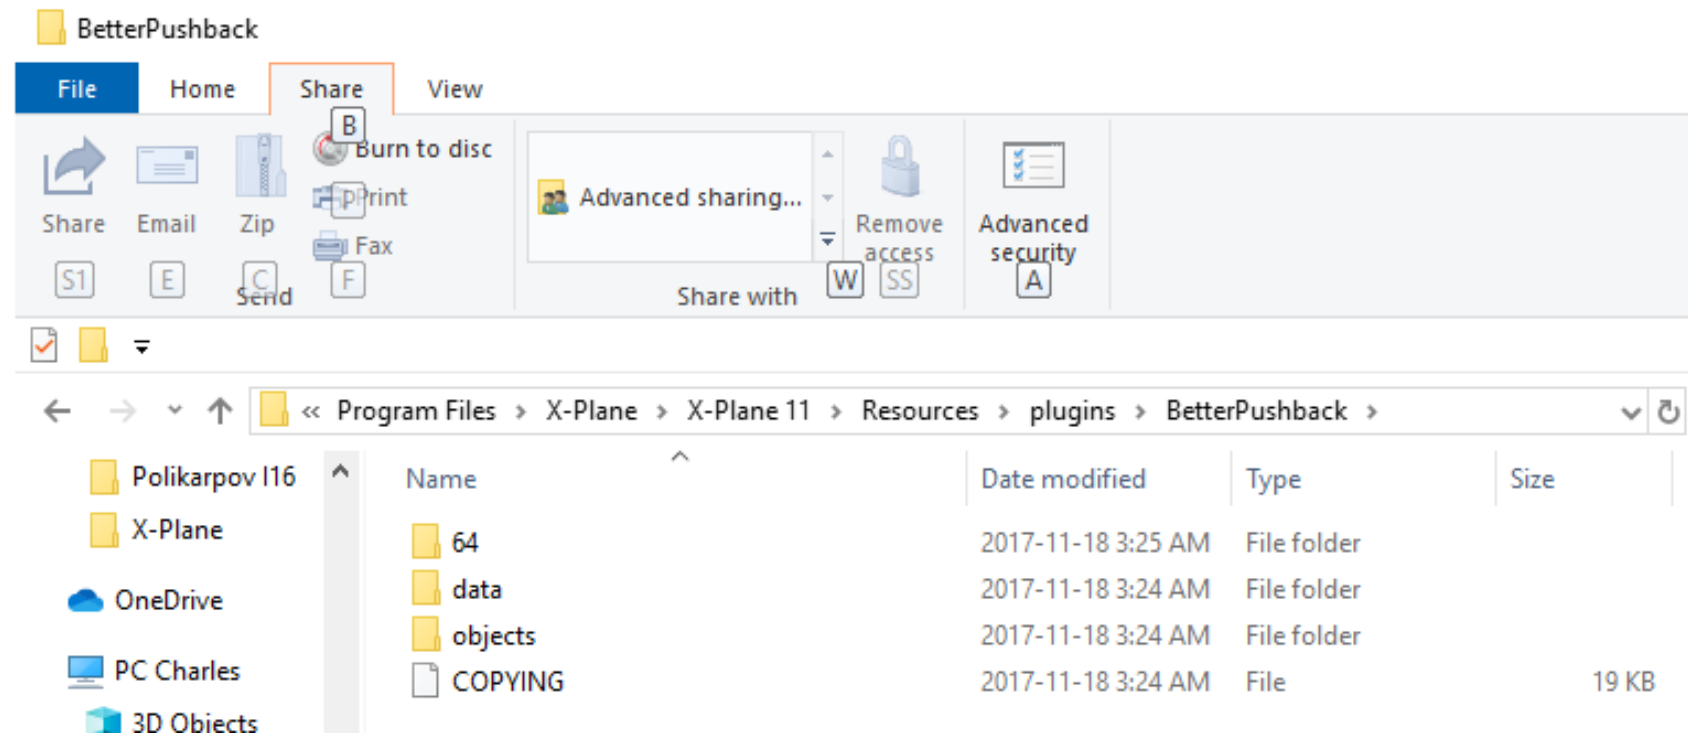 BetterPushback
File Home Share View
B
Burn to disc
P Print
Fax
Share Email Zip
S1 E C F
Send
Advanced sharing...
Share with
W
Remove access
SS
Advanced security
A
« Program Files > X-Plane > X-Plane 11 > Resources > plugins > BetterPushback >
Polikarpov I16
X-Plane
OneDrive
PC Charles
3D Objects
Name Date modified Type Size
64 2017-11-18 3:25 AM File folder
data 2017-11-18 3:24 AM File folder
objects 2017-11-18 3:24 AM File folder
COPYING 2017-11-18 3:24 AM File 19 KB